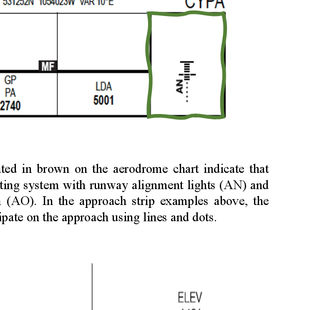 531252N 1054023W VAR 10°E CYPA
MF
GP
PA
2740
LDA
5001
AN
ted in brown on the aerodrome chart indicate that
ting system with runway alignment lights (AN) and
(AO). In the approach strip examples above, the
ipate on the approach using lines and dots.
ELEV